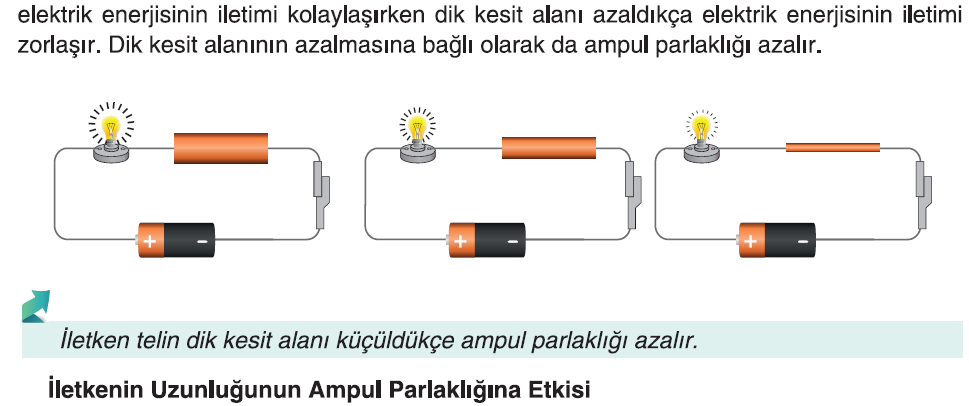 elektrik enerjisinin iletimi kolaylaşırken dik kesit alanı azaldıkça elektrik enerjisinin iletimi
zorlaşır. Dik kesit alanının azalmasına bağlı olarak da ampul parlaklığı azalır.
+ - + - + -
İletken telin dik kesit alanı küçüldükçe ampul parlaklığı azalır.
İletkenin Uzunluğunun Ampul Parlaklığına Etkisi